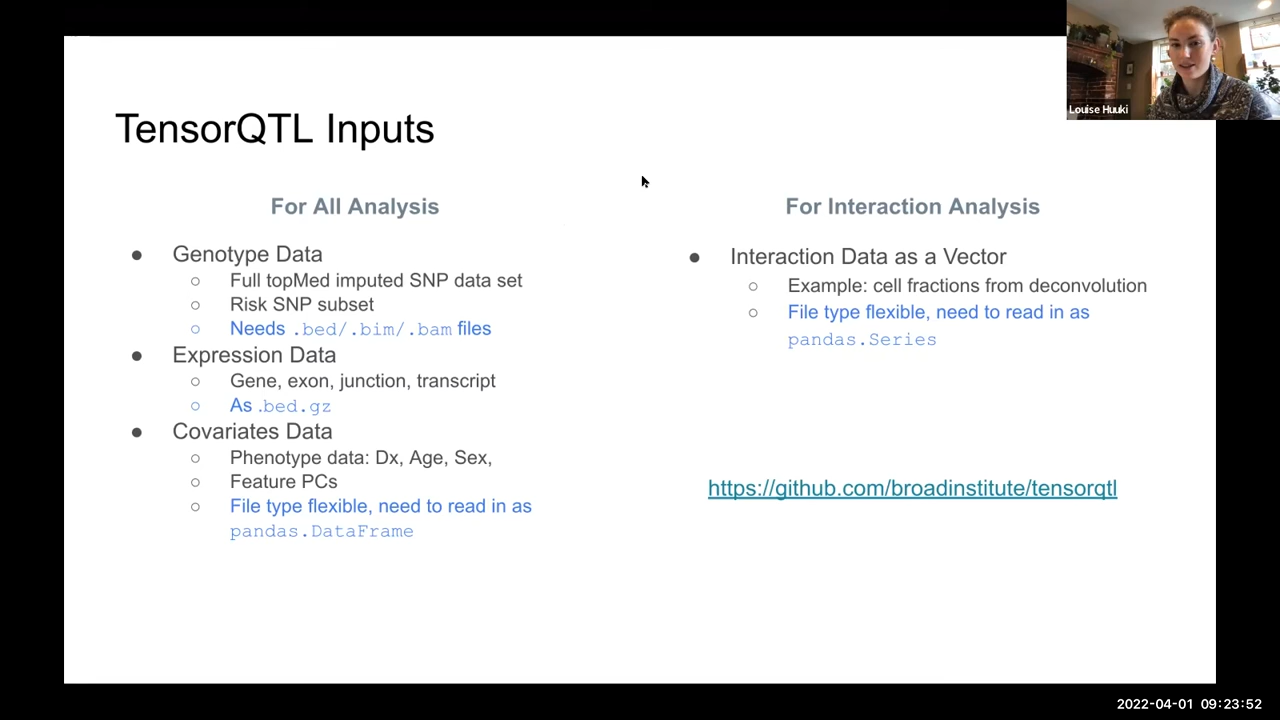 Louise Huuki
TensorQTL Inputs
For All Analysis
● Genotype Data
○ Full topMed imputed SNP data set
○ Risk SNP subset
○ Needs .bed/.bim/.bam files
● Expression Data
○ Gene, exon, junction, transcript
○ As .bed.gz
● Covariates Data
○ Phenotype data: Dx, Age, Sex,
○ Feature PCs
○ File type flexible, need to read in as
pandas.DataFrame
For Interaction Analysis
● Interaction Data as a Vector
○ Example: cell fractions from deconvolution
○ File type flexible, need to read in as
pandas.Series
https://github.com/broadinstitute/tensorqtl
2022-04-01 09:23:52